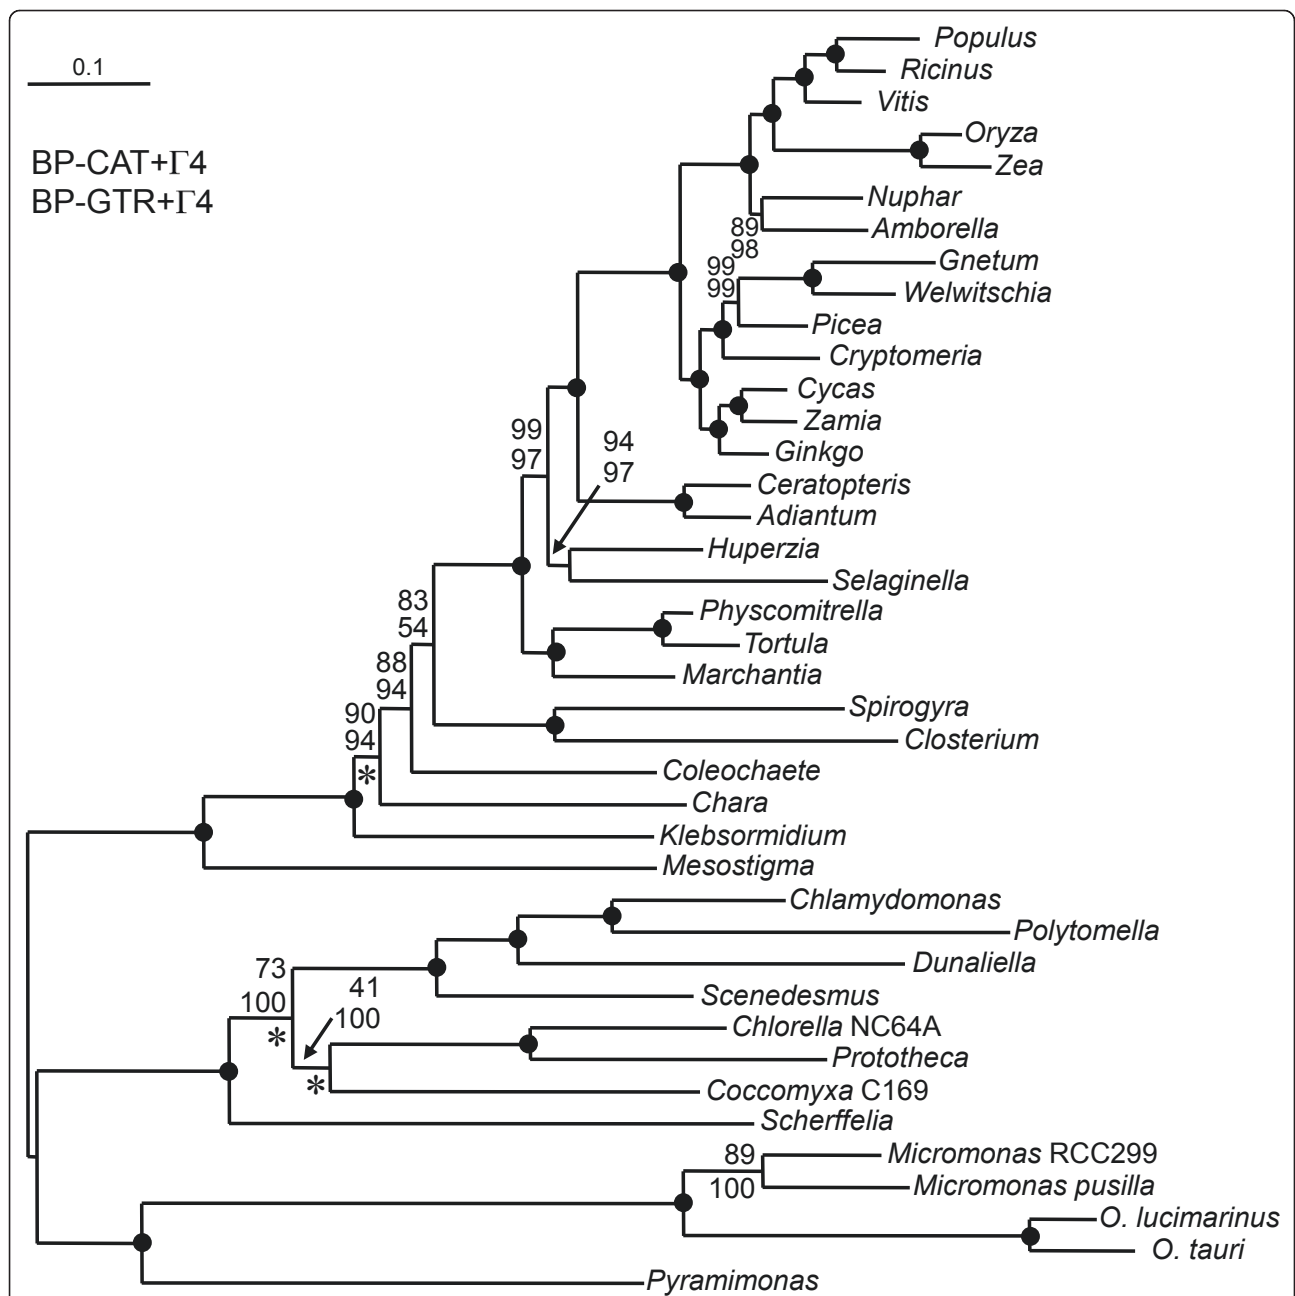 Populus
0.1
Ricinus
Vitis
Oryza
BP-CAT+Γ4
Zea
BP-GTR+Γ4
Nuphar
89
Amborella
98
99
Gnetum
99
Welwitschia
Picea
Cryptomeria
Cycas
Zamia
99
94
Ginkgo
97
97
Ceratopteris
Adiantum
Huperzia
Selaginella
83
Physcomitrella
54
Tortula
88
Marchantia
94
90
Spirogyra
94
Closterium
*
Coleochaete
Chara
Klebsormidium
Mesostigma
Chlamydomonas
Polytomella
73
Dunaliella
41
100
Scenedesmus
100
*
Chlorella NC64A
Prototheca
*
Coccomyxa C169
Scherffelia
89
Micromonas RCC299
100
Micromonas pusilla
O. lucimarinus
O. tauri
Pyramimonas